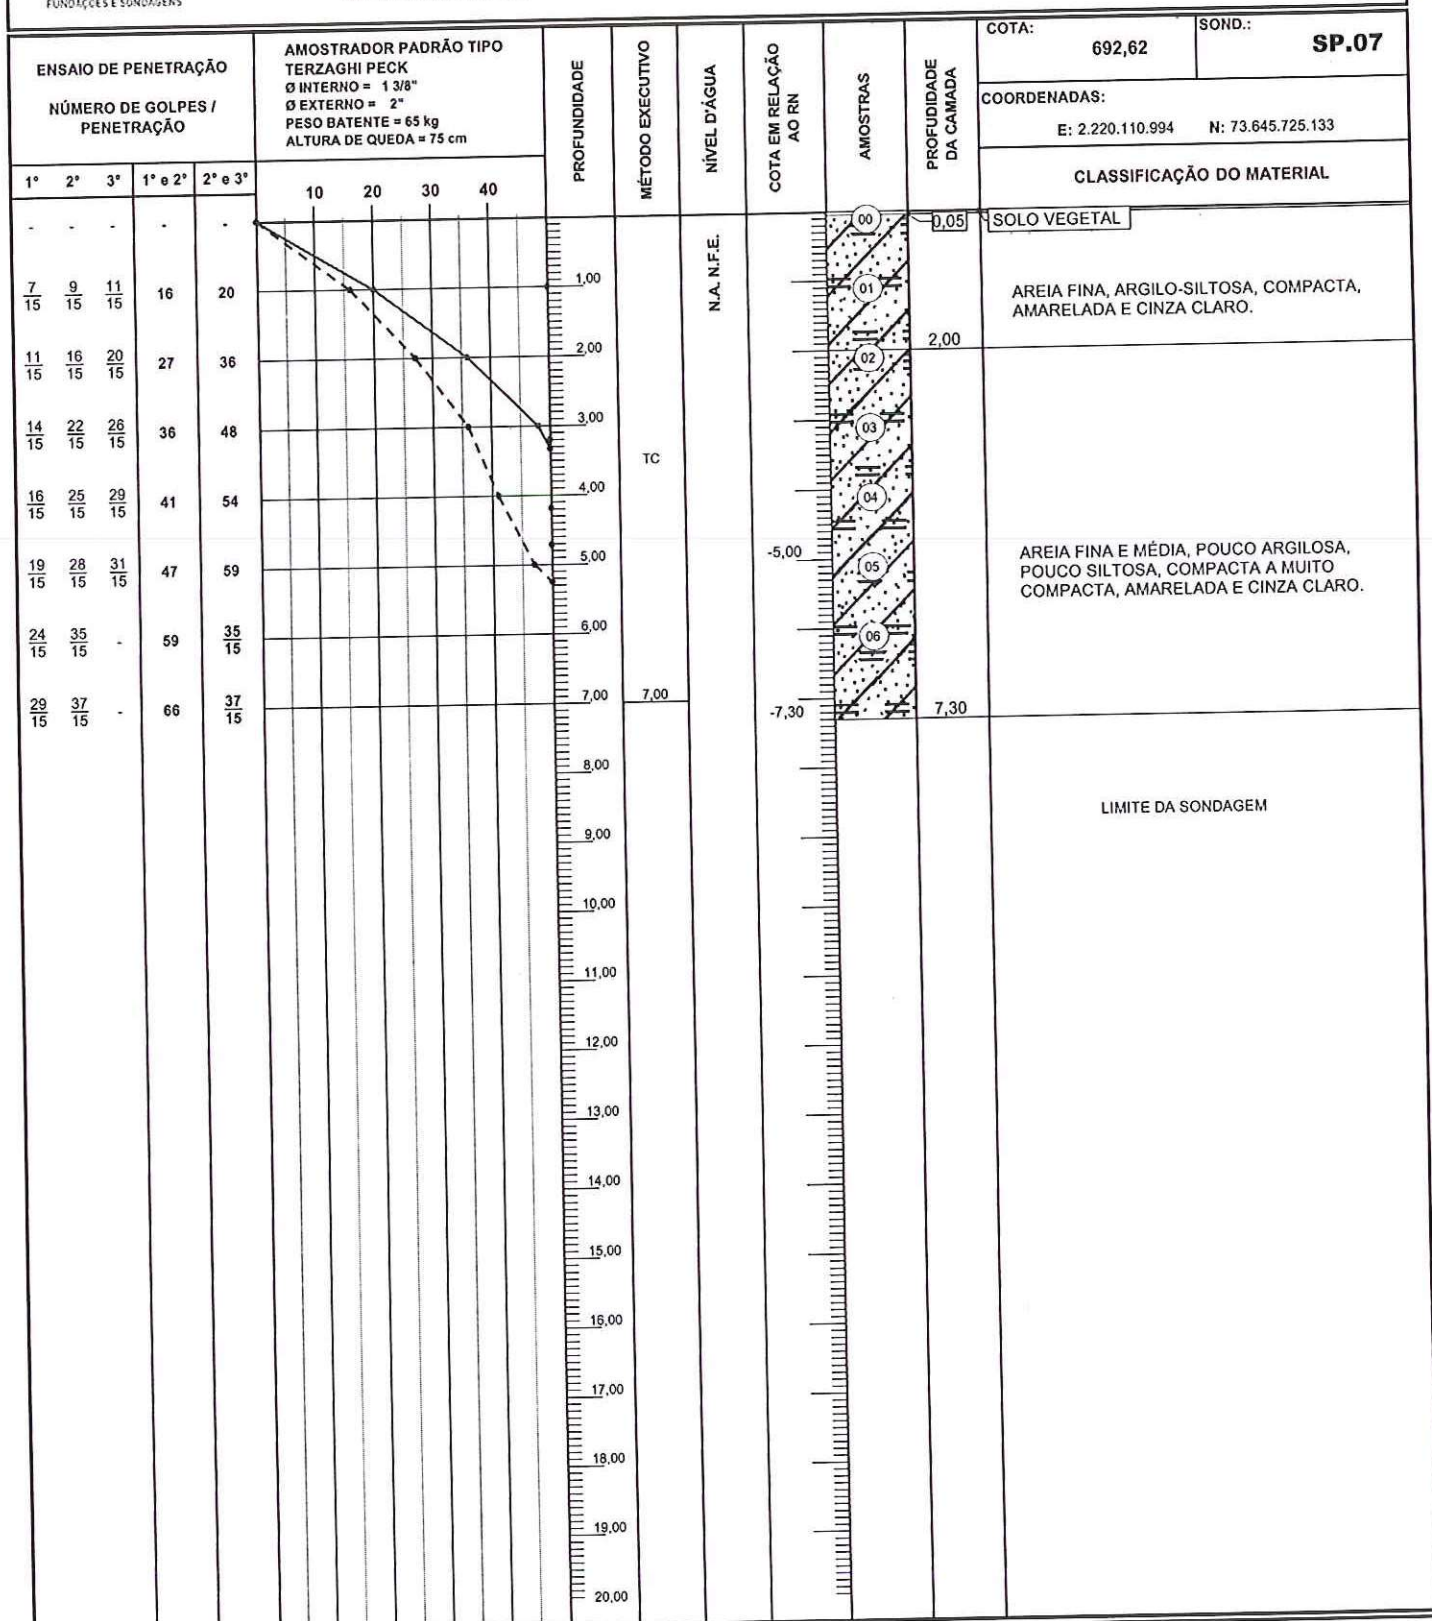 FUNDAÇÕES E SONDAGENS
ENSAIO DE PENETRAÇÃO
NÚMERO DE GOLPES /
PENETRAÇÃO
1° 2° 3° 1° e 2° 2° e 3°
AMOSTRADOR PADRÃO TIPO
TERZAGHI PECK
Ø INTERNO = 1 3/8"
Ø EXTERNO = 2"
PESO BATENTE = 65 kg
ALTURA DE QUEDA = 75 cm
10 20 30 40
PROFUNDIDADE
MÉTODO EXECUTIVO
NÍVEL D'ÁGUA
COTA EM RELAÇÃO
AO RN
AMOSTRAS
PROFUDIDADE
DA CAMADA
COTA:
692,62
SOND.:
SP.07
COORDENADAS:
E: 2.220.110.994 N: 73.645.725.133
CLASSIFICAÇÃO DO MATERIAL
- - - - -
7/15 9/15 11/15 16 20
11/15 16/15 20/15 27 36
14/15 22/15 26/15 36 48
16/15 25/15 29/15 41 54
19/15 28/15 31/15 47 59
24/15 35/15 - 59 35/15
29/15 37/15 - 66 37/15
1,00
2,00
3,00
4,00
5,00
6,00
7,00
8,00
9,00
10,00
11,00
12,00
13,00
14,00
15,00
16,00
17,00
18,00
19,00
20,00
TC
7,00
N.A. N.F.E.
-5,00
-7,30
00
01
02
03
04
05
06
0,05
2,00
7,30
SOLO VEGETAL
AREIA FINA, ARGILO-SILTOSA, COMPACTA,
AMARELADA E CINZA CLARO.
AREIA FINA E MÉDIA, POUCO ARGILOSA,
POUCO SILTOSA, COMPACTA A MUITO
COMPACTA, AMARELADA E CINZA CLARO.
LIMITE DA SONDAGEM